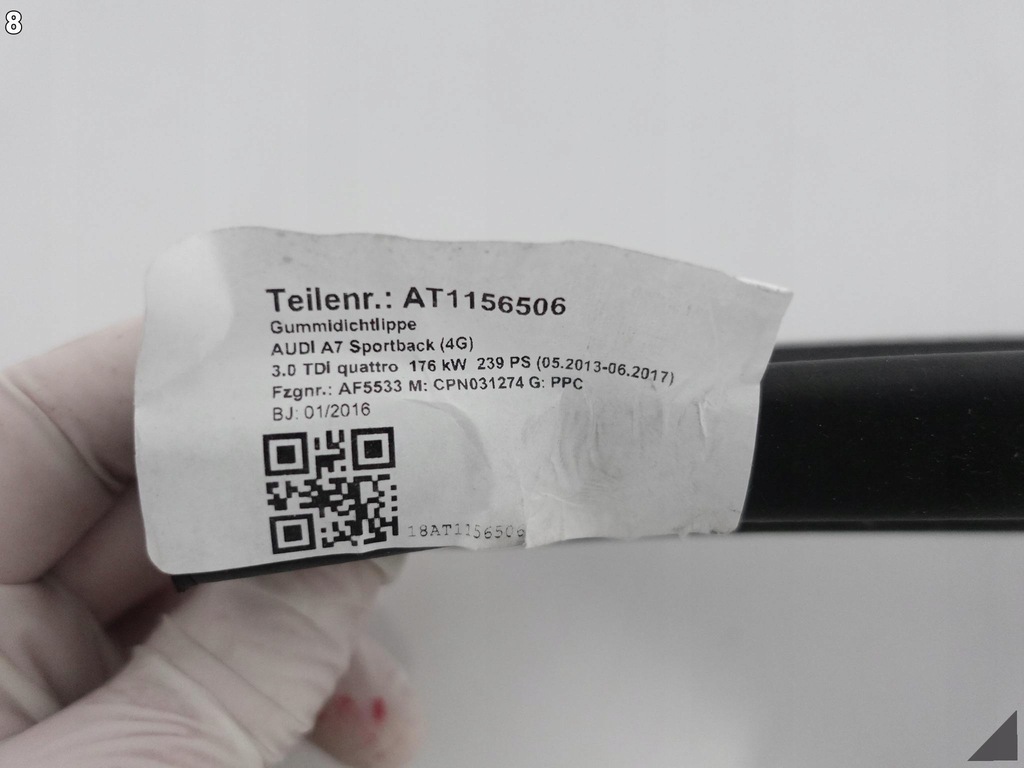 8
Teilenr.: AT1156506
Gummidichtlippe
AUDI A7 Sportback (4G)
3.0 TDI quattro 176 kW 239 PS (05.2013-06.2017)
Fzgnr.: AF5533 M: CPN031274 G: PPC
BJ: 01/2016
18AT1156506